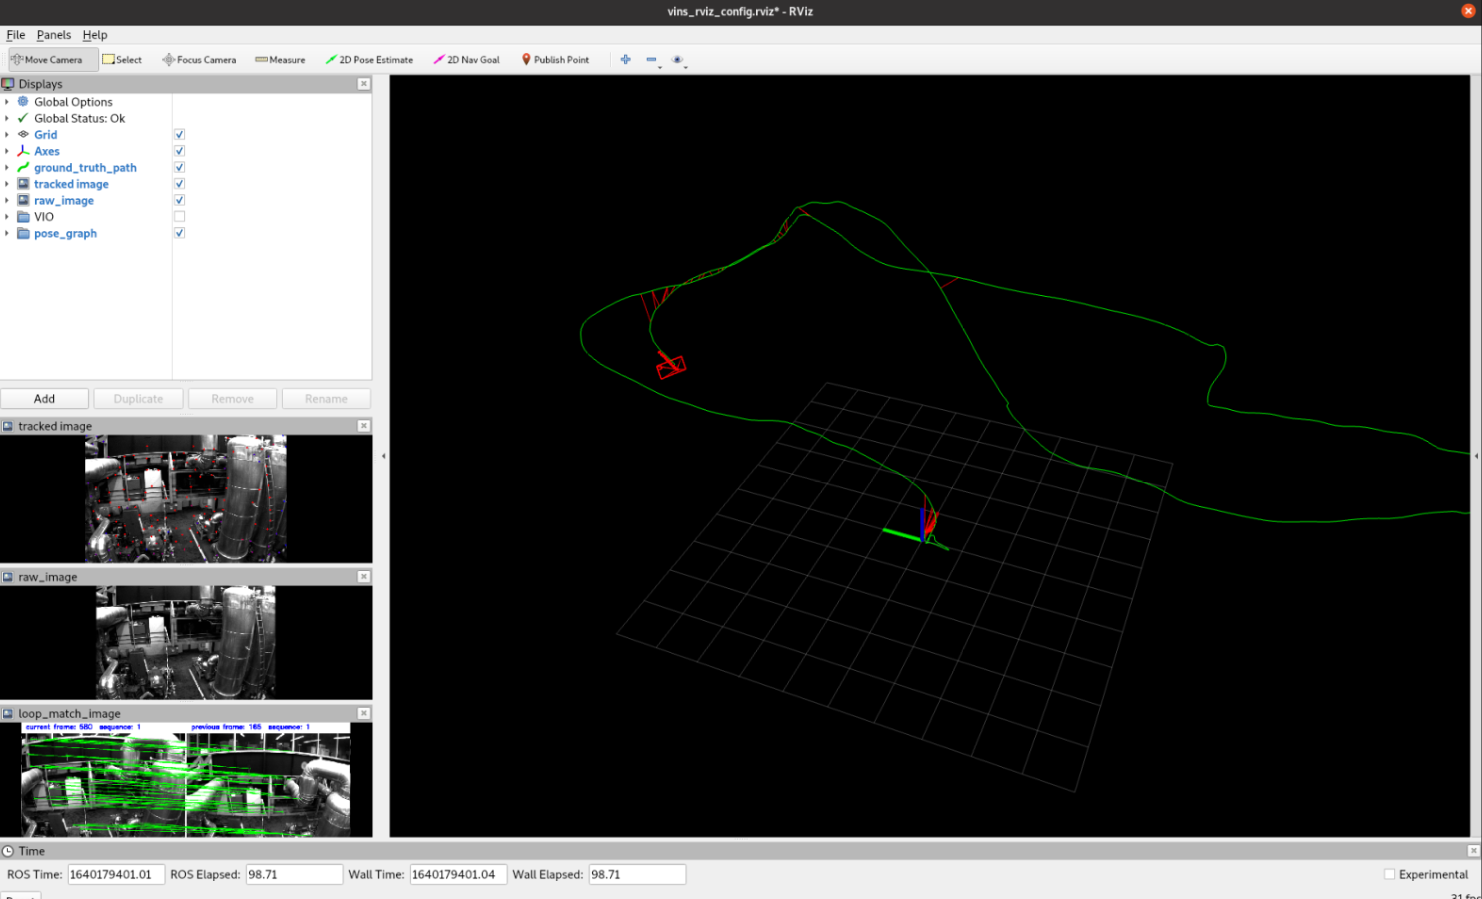 vins_rviz_config.rviz* - RViz
File Panels Help
Move Camera Select Focus Camera Measure 2D Pose Estimate 2D Nav Goal Publish Point
Displays
Global Options
Global Status: Ok
Grid
Axes
ground_truth_path
tracked image
raw_image
VIO
pose_graph
Add Duplicate Remove Rename
tracked image
raw_image
loop_match_image
current frame: 580 sequence: 1 previous frame: 165 sequence: 1
Time
ROS Time: 1640179401.01 ROS Elapsed: 98.71 Wall Time: 1640179401.04 Wall Elapsed: 98.71 Experimental
31 fps